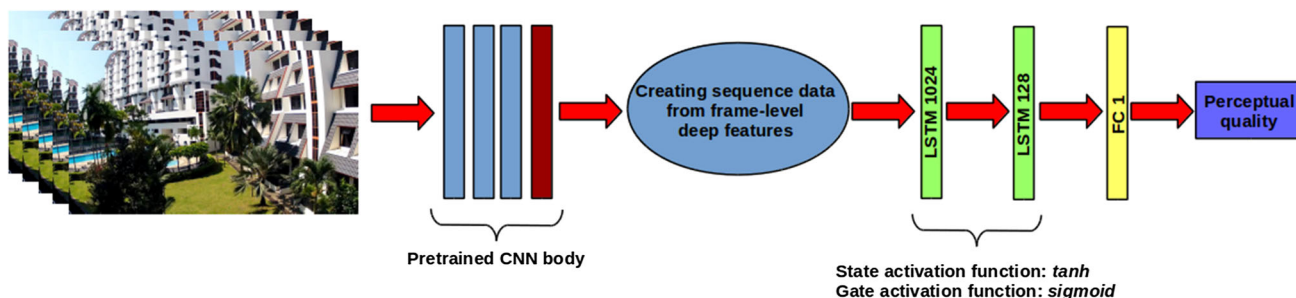 Creating sequence data
from frame-level
deep features
LSTM 1024
LSTM 128
FC 1
Perceptual
quality
Pretrained CNN body
State activation function: tanh
Gate activation function: sigmoid